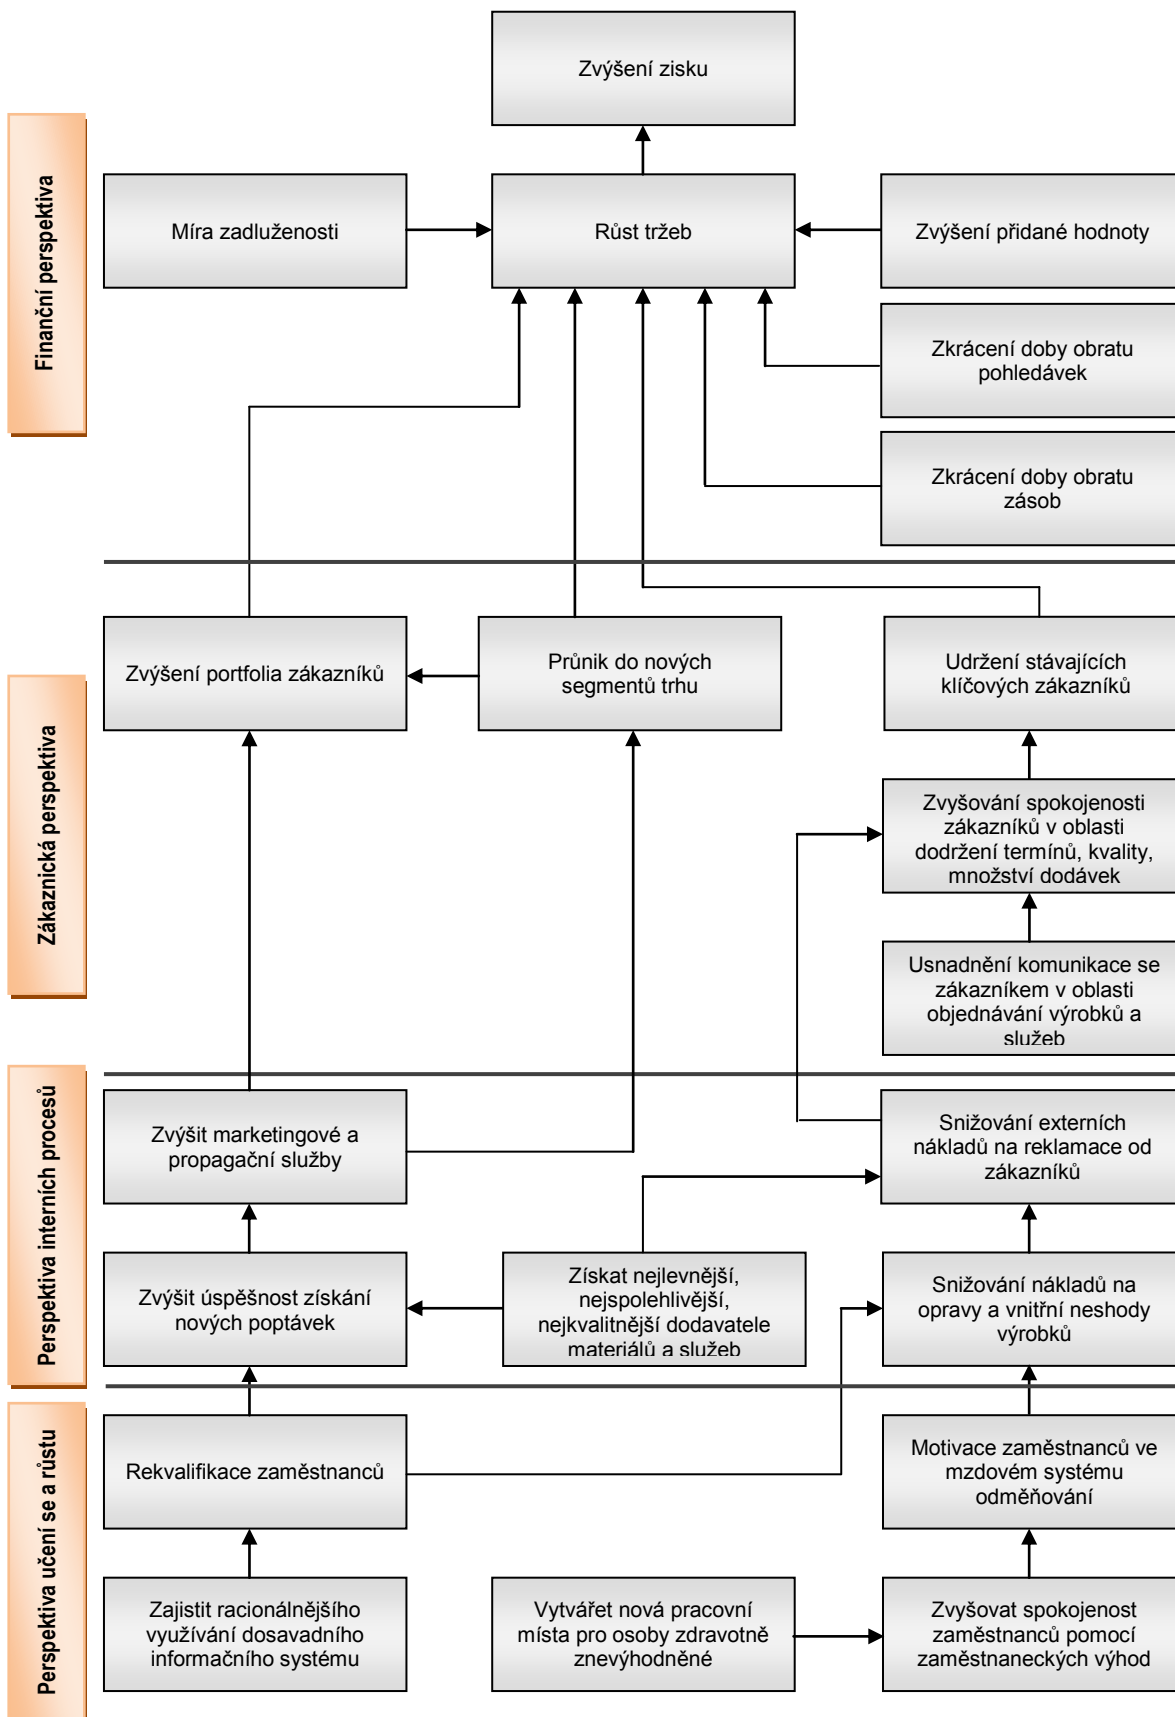 Zvýšení zisku
Finanční perspektiva
Míra zadluženosti
Růst tržeb
Zvýšení přidané hodnoty
Zkrácení doby obratu
pohledávek
Zkrácení doby obratu
zásob
Zákaznická perspektiva
Zvýšení portfolia zákazníků
Průnik do nových
segmentů trhu
Udržení stávajících
klíčových zákazníků
Zvyšování spokojenosti
zákazníků v oblasti
dodržení termínů, kvality,
množství dodávek
Usnadnění komunikace se
zákazníkem v oblasti
objednávání výrobků a
služeb
Perspektiva interních procesů
Zvýšit marketingové a
propagační služby
Snižování externích
nákladů na reklamace od
zákazníků
Zvýšit úspěšnost získání
nových poptávek
Získat nejlevnější,
nejspolehlivější,
nejkvalitnější dodavatele
materiálů a služeb
Snižování nákladů na
opravy a vnitřní neshody
výrobků
Perspektiva učení se a růstu
Rekvalifikace zaměstnanců
Motivace zaměstnanců ve
mzdovém systému
odměňování
Zajistit racionálnějšího
využívání dosavadního
informačního systému
Vytvářet nová pracovní
místa pro osoby zdravotně
znevýhodněné
Zvyšovat spokojenost
zaměstnanců pomocí
zaměstnaneckých výhod